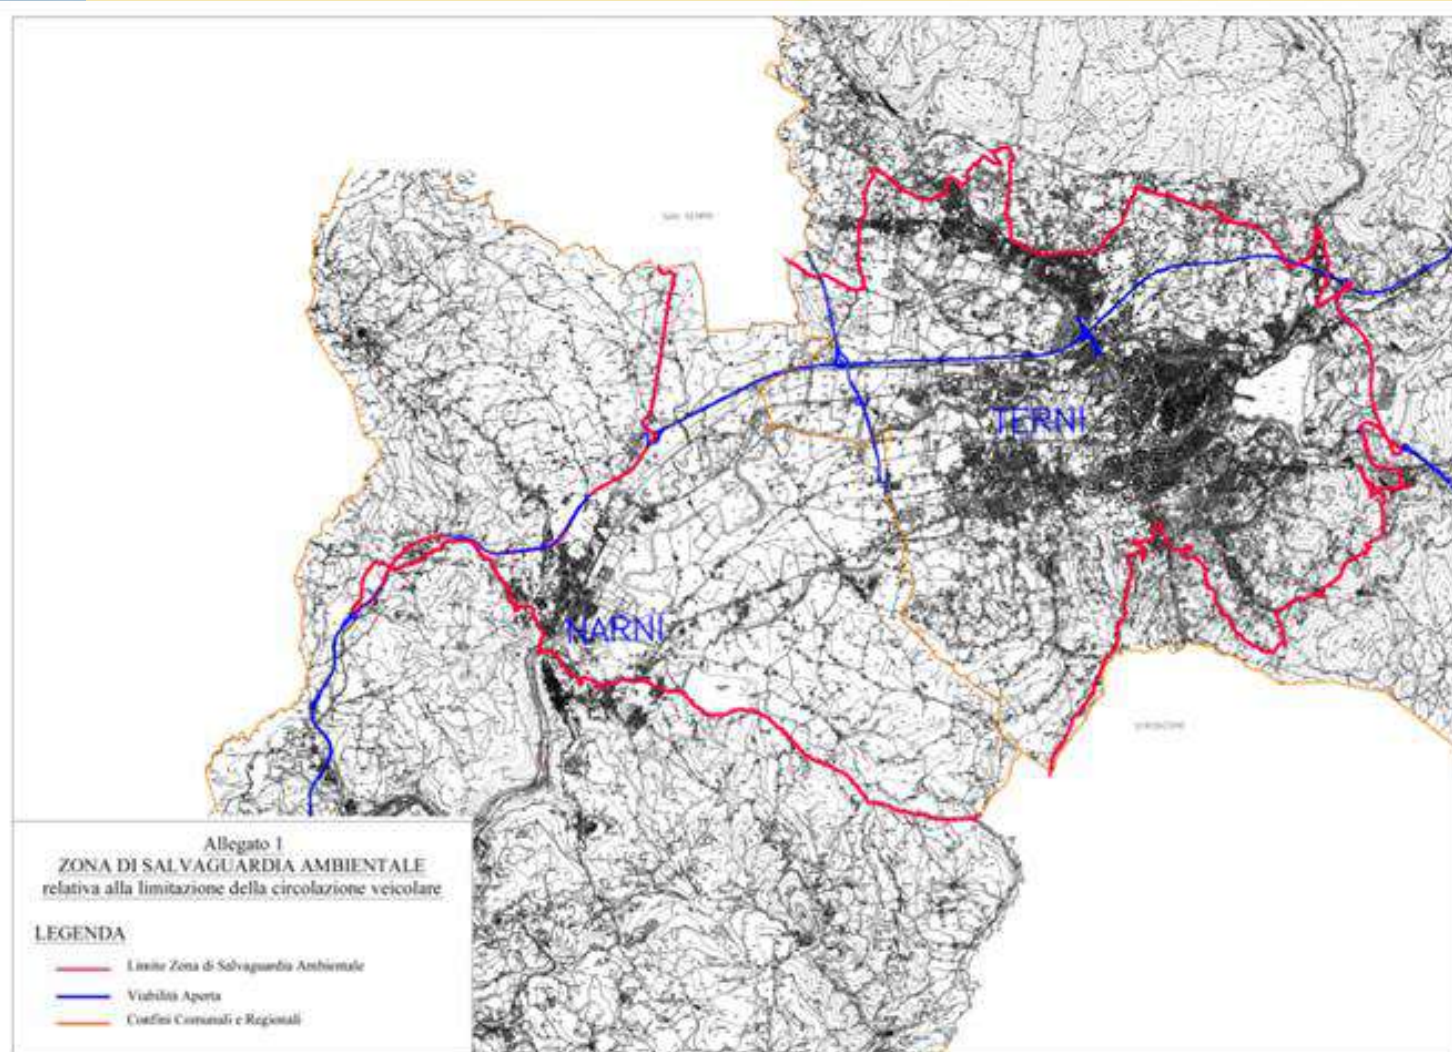 TERNI
NARNI
Allegato 1
ZONA DI SALVAGUARDIA AMBIENTALE
relativa alla limitazione della circolazione veicolare
LEGENDA
Limite Zona di Salvaguardia Ambientale
Viabilità Aperta
Confini Comunali e Regionali